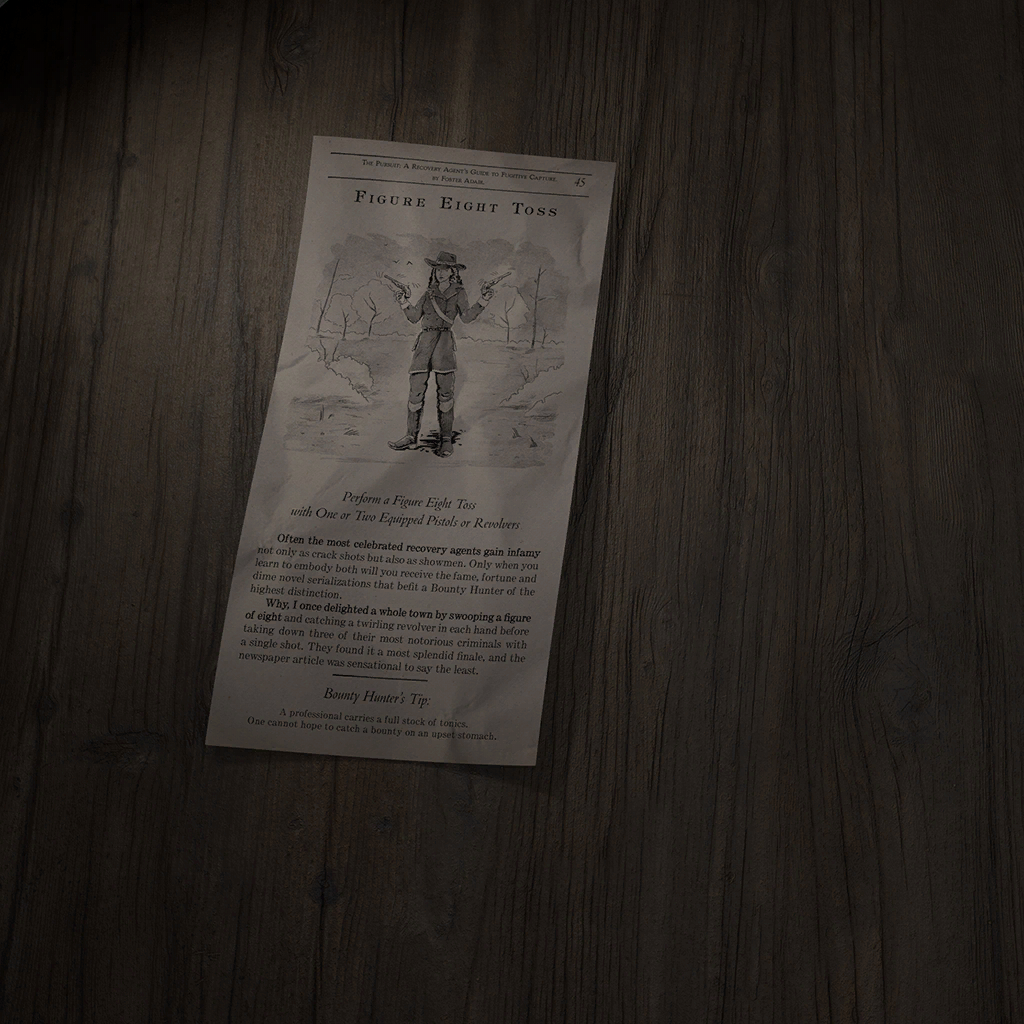 The Pursuit: A Recovery Agent's Guide to Fugitive Capture.
by Foster Adair.
45
Figure Eight Toss
Perform a Figure Eight Toss
with One or Two Equipped Pistols or Revolvers
Often the most celebrated recovery agents gain infamy
not only as crack shots but also as showmen. Only when you
learn to embody both will you receive the fame, fortune and
dime novel serializations that befit a Bounty Hunter of the
highest distinction.
Why, I once delighted a whole town by swooping a figure
of eight and catching a twirling revolver in each hand before
taking down three of their most notorious criminals with
a single shot. They found it a most splendid finale, and the
newspaper article was sensational to say the least.
Bounty Hunter's Tip:
A professional carries a full stock of tonics.
One cannot hope to catch a bounty on an upset stomach.